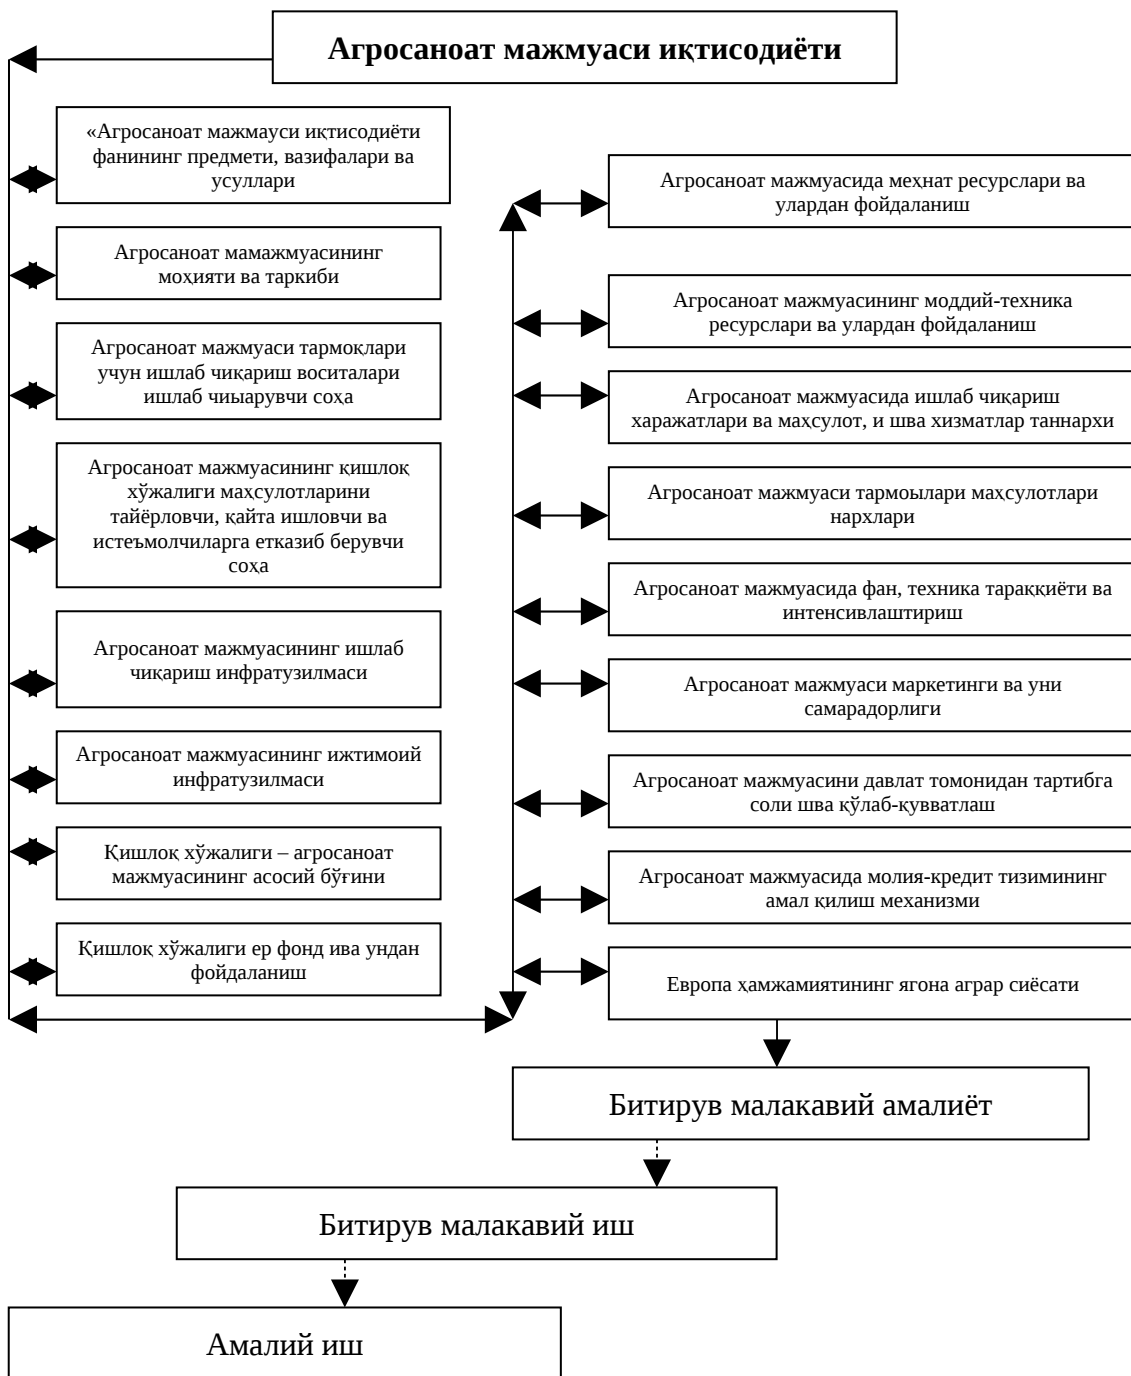 Агросаноат мажмуаси иқтисодиёти
«Агросаноат мажмауси иқтисодиёти
фанининг предмети, вазифалари ва
усуллари
Агросаноат мамажмуасининг
моҳияти ва таркиби
Агросаноат мажмуаси тармоқлари
учун ишлаб чиқариш воситалари
ишлаб чиыарувчи соҳа
Агросаноат мажмуасининг қишлоқ
хўжалиги маҳсулотларини
тайёрловчи, қайта ишловчи ва
истеъмолчиларга етказиб берувчи
соҳа
Агросаноат мажмуасининг ишлаб
чиқариш инфратузилмаси
Агросаноат мажмуасининг ижтимоий
инфратузилмаси
Қишлоқ хўжалиги – агросаноат
мажмуасининг асосий бўғини
Қишлоқ хўжалиги ер фонд ива ундан
фойдаланиш
Агросаноат мажмуасида меҳнат ресурслари ва
улардан фойдаланиш
Агросаноат мажмуасининг моддий-техника
ресурслари ва улардан фойдаланиш
Агросаноат мажмуасида ишлаб чиқариш
харажатлари ва маҳсулот, и шва хизматлар таннархи
Агросаноат мажмуаси тармоылари маҳсулотлари
нархлари
Агросаноат мажмуасида фан, техника тараққиёти ва
интенсивлаштириш
Агросаноат мажмуаси маркетинги ва уни
самарадорлиги
Агросаноат мажмуасини давлат томонидан тартибга
соли шва қўлаб-қувватлаш
Агросаноат мажмуасида молия-кредит тизимининг
амал қилиш механизми
Европа ҳамжамиятининг ягона аграр сиёсати
Битирув малакавий амалиёт
Битирув малакавий иш
Амалий иш